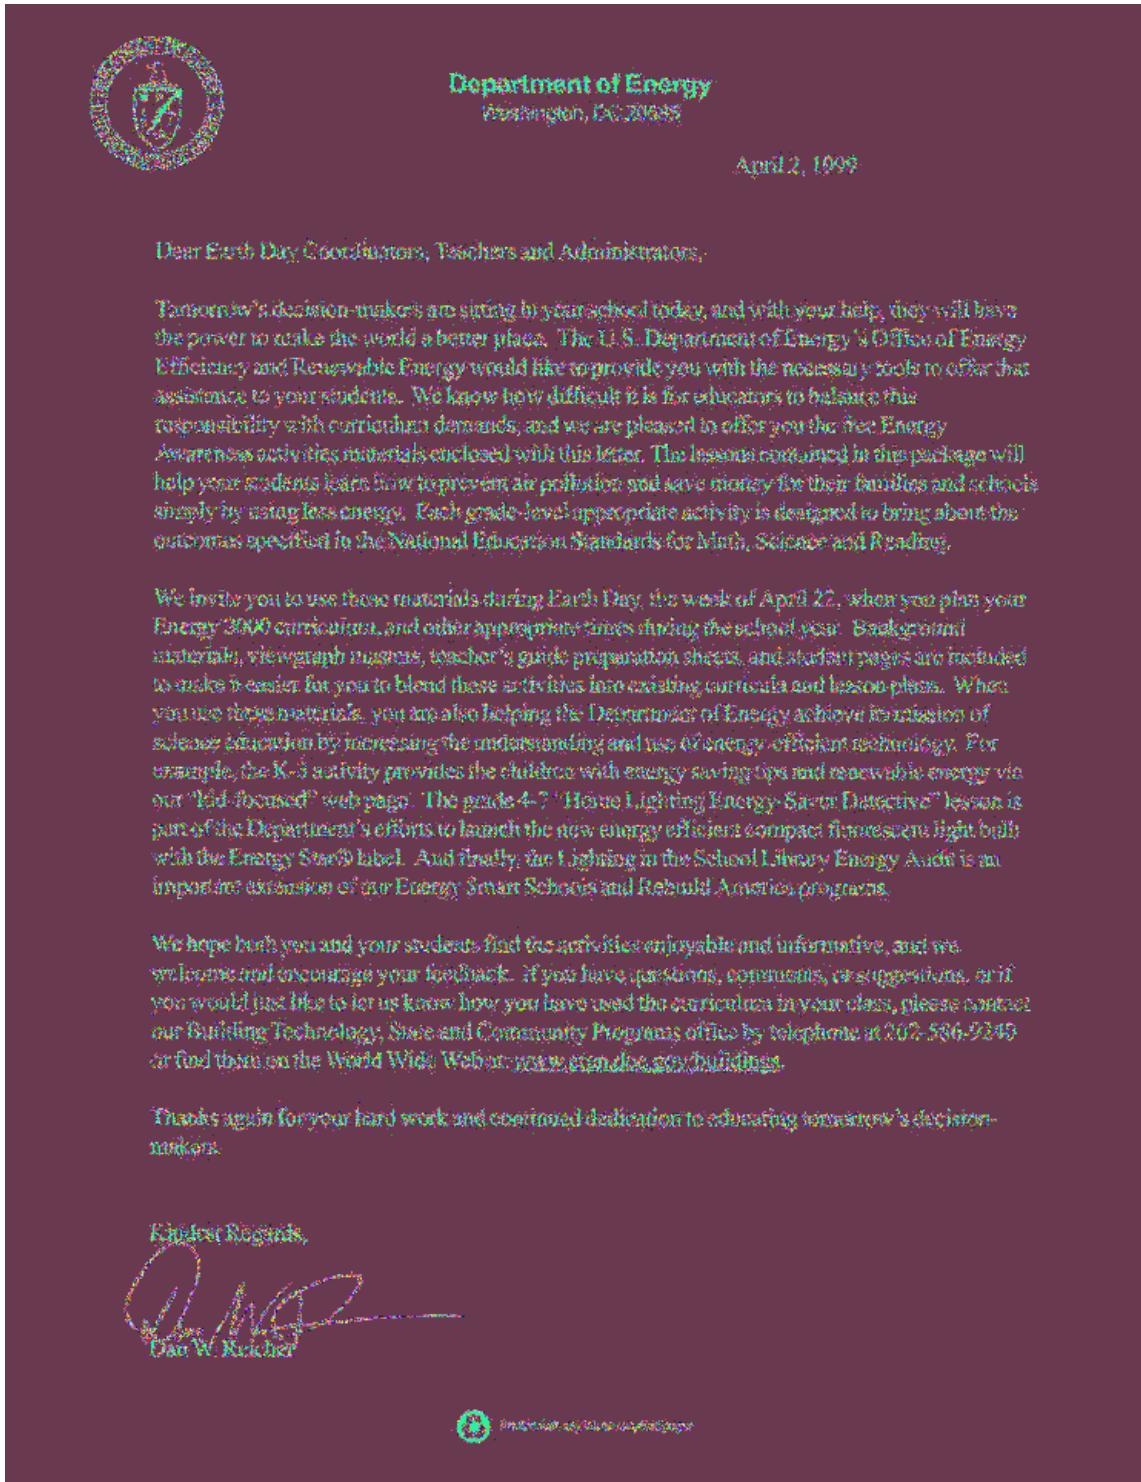 Department of Energy
Washington, DC 20585
April 2, 1999
Dear Earth Day Coordinators, Teachers and Administrators,
Tomorrow's decision-makers are sitting in your school today, and with your help, they will have
the power to make the world a better place. The U.S. Department of Energy's Office of Energy
Efficiency and Renewable Energy would like to provide you with the necessary tools to offer that
assistance to your students. We know how difficult it is for educators to balance this
responsibility with curriculum demands, and we are pleased to offer you the free Energy
Awareness activities materials enclosed with this letter. The lessons contained in this package will
help your students learn how to prevent air pollution and save money for their families and schools
simply by using less energy. Each grade-level appropriate activity is designed to bring about the
outcomes specified in the National Education Standards for Math, Science and Reading.
We invite you to use these materials during Earth Day, the week of April 22, when you plan your
Energy 2000 curriculum, and other appropriate times during the school year. Background
materials, viewgraph masters, teacher's guide preparation sheets, and student pages are included
to make it easier for you to blend these activities into existing curricula and lesson plans. When
you use these materials, you are also helping the Department of Energy achieve its mission of
science education by increasing the understanding and use of energy-efficient technology. For
example, the K-3 activity provides the children with energy saving tips and renewable energy via
our "kid-focused" web page. The grade 4-7 "Home Lighting Energy-Saver Detective" lesson is
part of the Department's efforts to launch the new energy efficient compact fluorescent light bulb
with the Energy Star® label. And finally, the Lighting in the School Library Energy Audit is an
important extension of our Energy Smart Schools and Rebuild America programs.
We hope both you and your students find the activities enjoyable and informative, and we
welcome and encourage your feedback. If you have questions, comments, or suggestions, or if
you would just like to let us know how you have used the curriculum in your class, please contact
our Building Technology, State and Community Programs office by telephone at 202-586-9240
or find them on the World Wide Web at: www.eren.doe.gov/buildings.
Thanks again for your hard work and continued dedication to educating tomorrow's decision-
makers.
Kindest Regards,
Dan W. Reicher